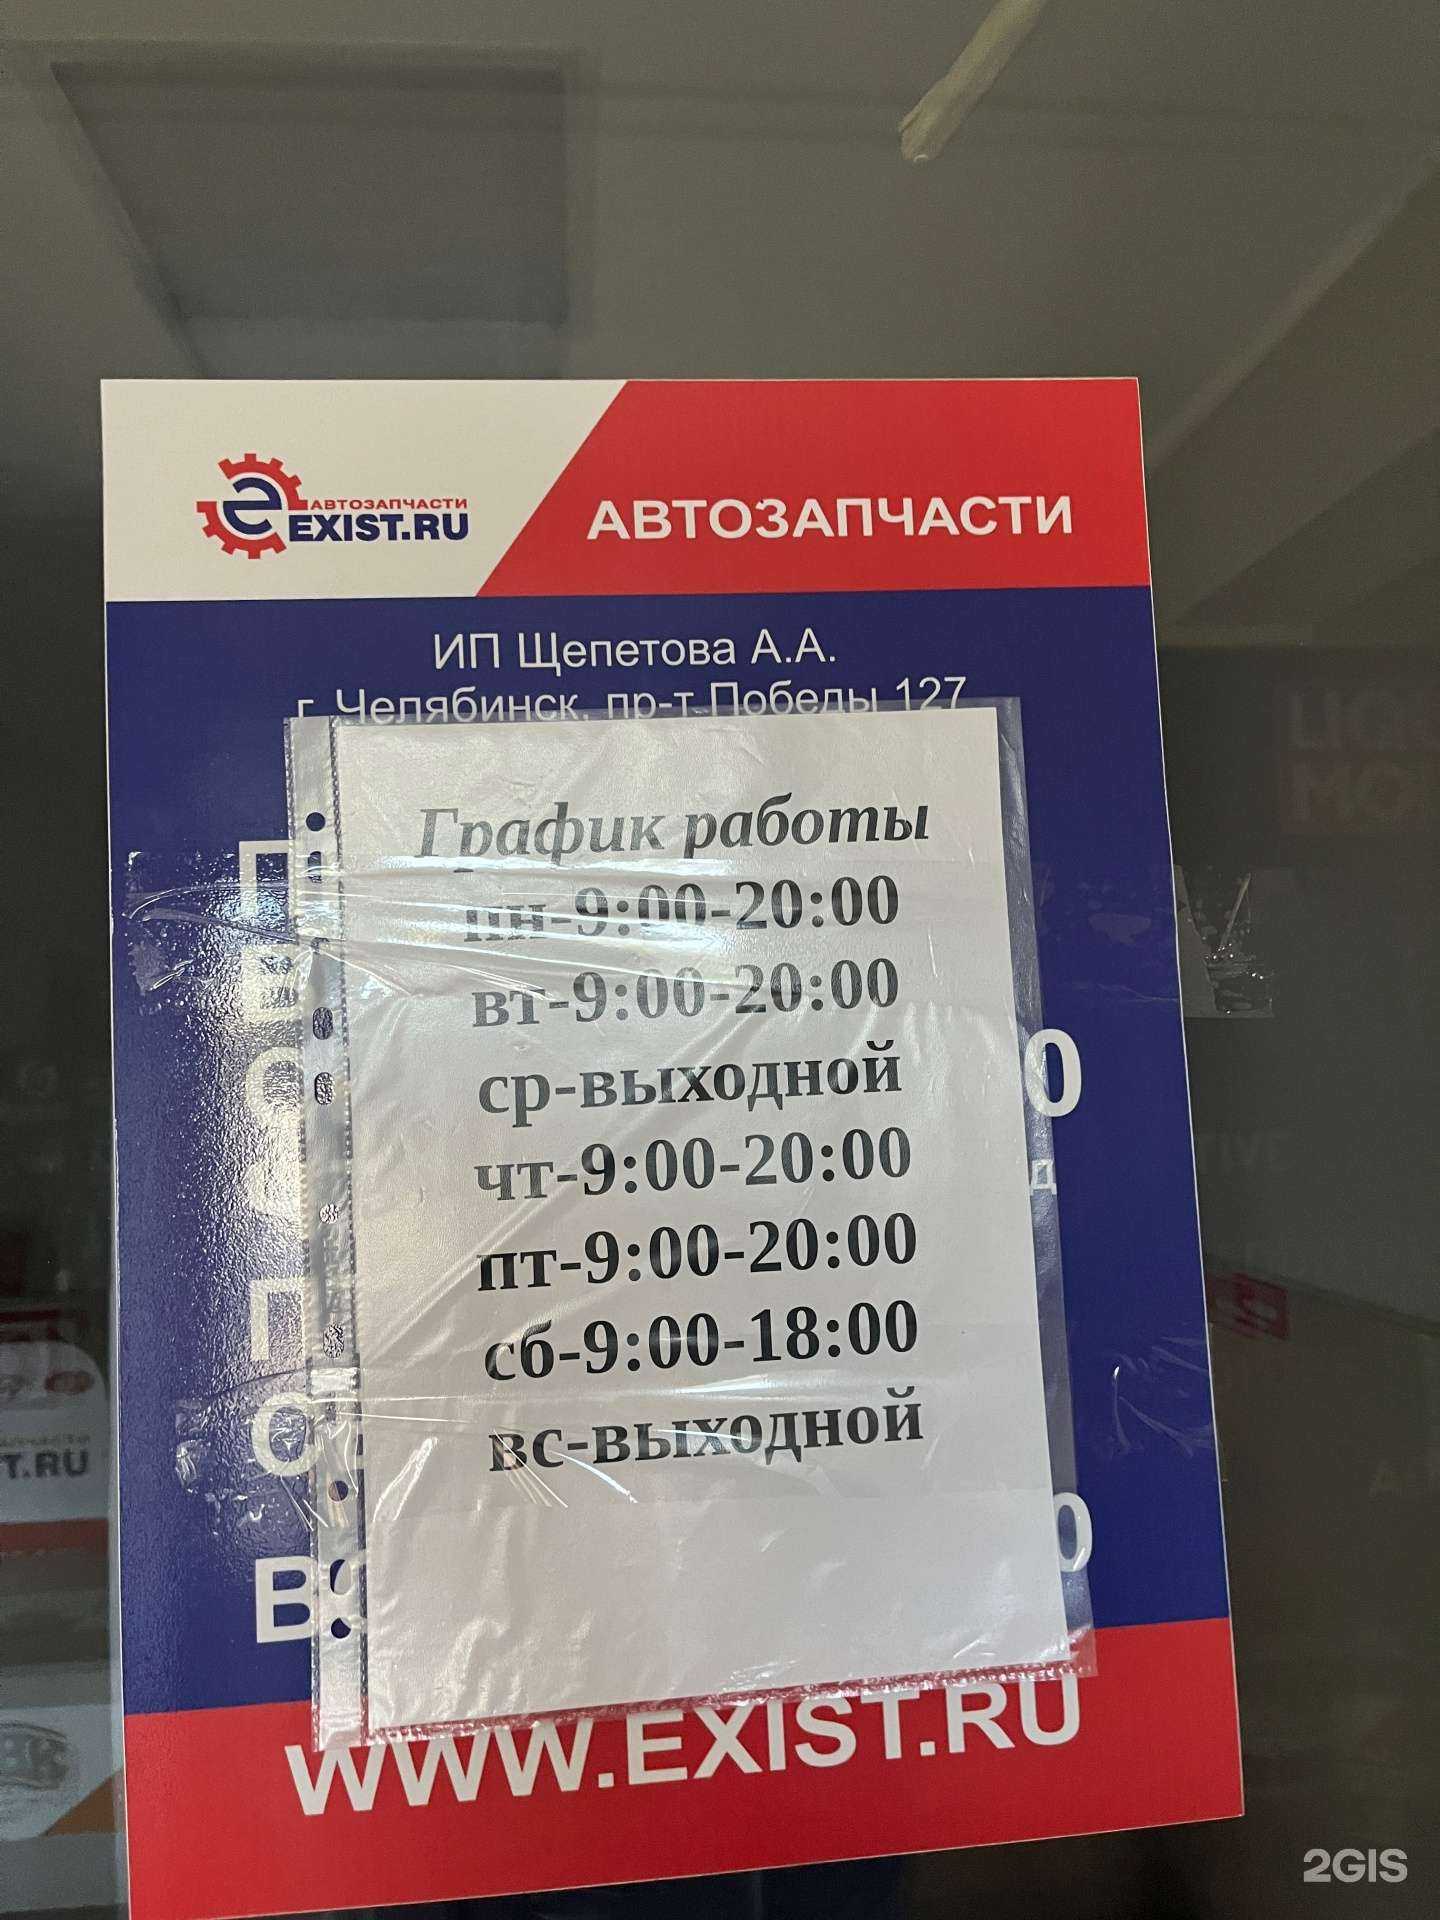 АВТОЗАПЧАСТИ
EXIST.RU
АВТОЗАПЧАСТИ
ИП Щепетова А.А.
г. Челябинск, пр-т Победы 127
График работы
пн-9:00-20:00
вт-9:00-20:00
ср-выходной
чт-9:00-20:00
пт-9:00-20:00
сб-9:00-18:00
вс-выходной
WWW.EXIST.RU
2GIS